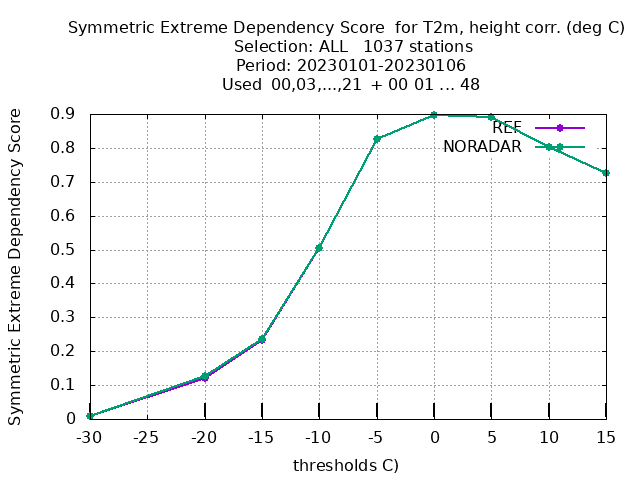 Symmetric Extreme Dependency Score  for T2m, height corr. (deg C)
Selection: ALL   1037 stations
Period: 20230101-20230106
Used  00,03,...,21  + 00 01 ... 48
Symmetric Extreme Dependency Score
0.9
0.8
0.7
0.6
0.5
0.4
0.3
0.2
0.1
0
REF
NORADAR
-30 -25 -20 -15 -10 -5 0 5 10 15
thresholds C)